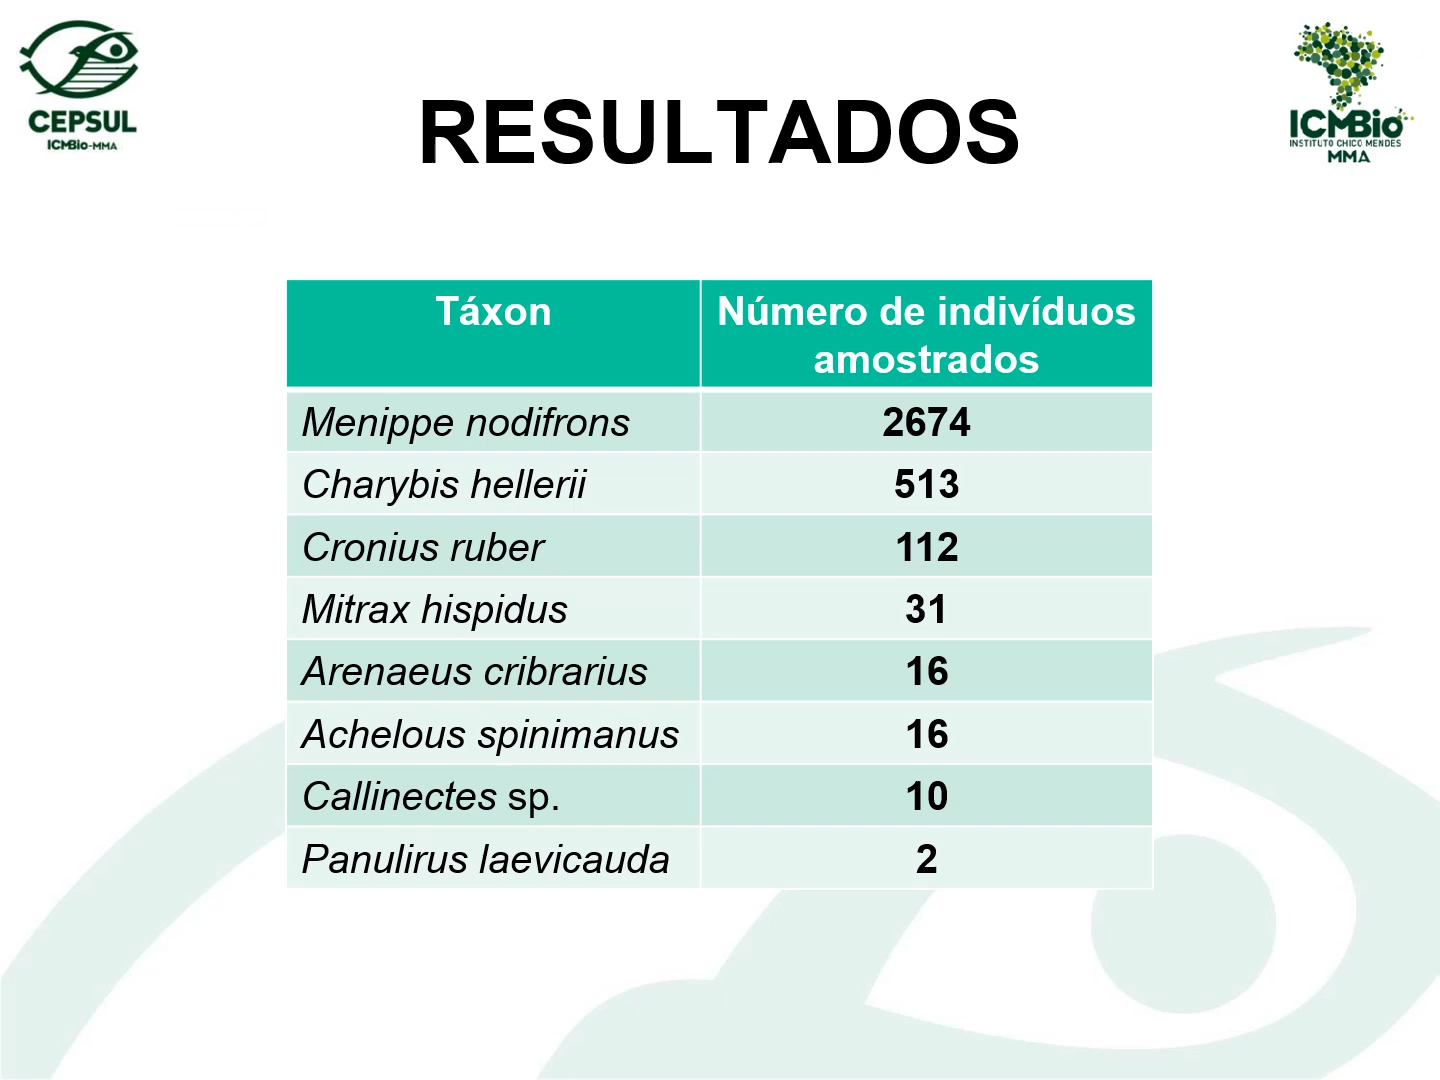 CEPSUL
ICMBio-MMA
RESULTADOS
ICMBio
INSTITUTO CHICO MENDES
MMA
Táxon
Número de indivíduos
amostrados
Menippe nodifrons 2674
Charybis hellerii 513
Cronius ruber 112
Mitrax hispidus 31
Arenaeus cribrarius 16
Achelous spinimanus 16
Callinectes sp. 10
Panulirus laevicauda 2